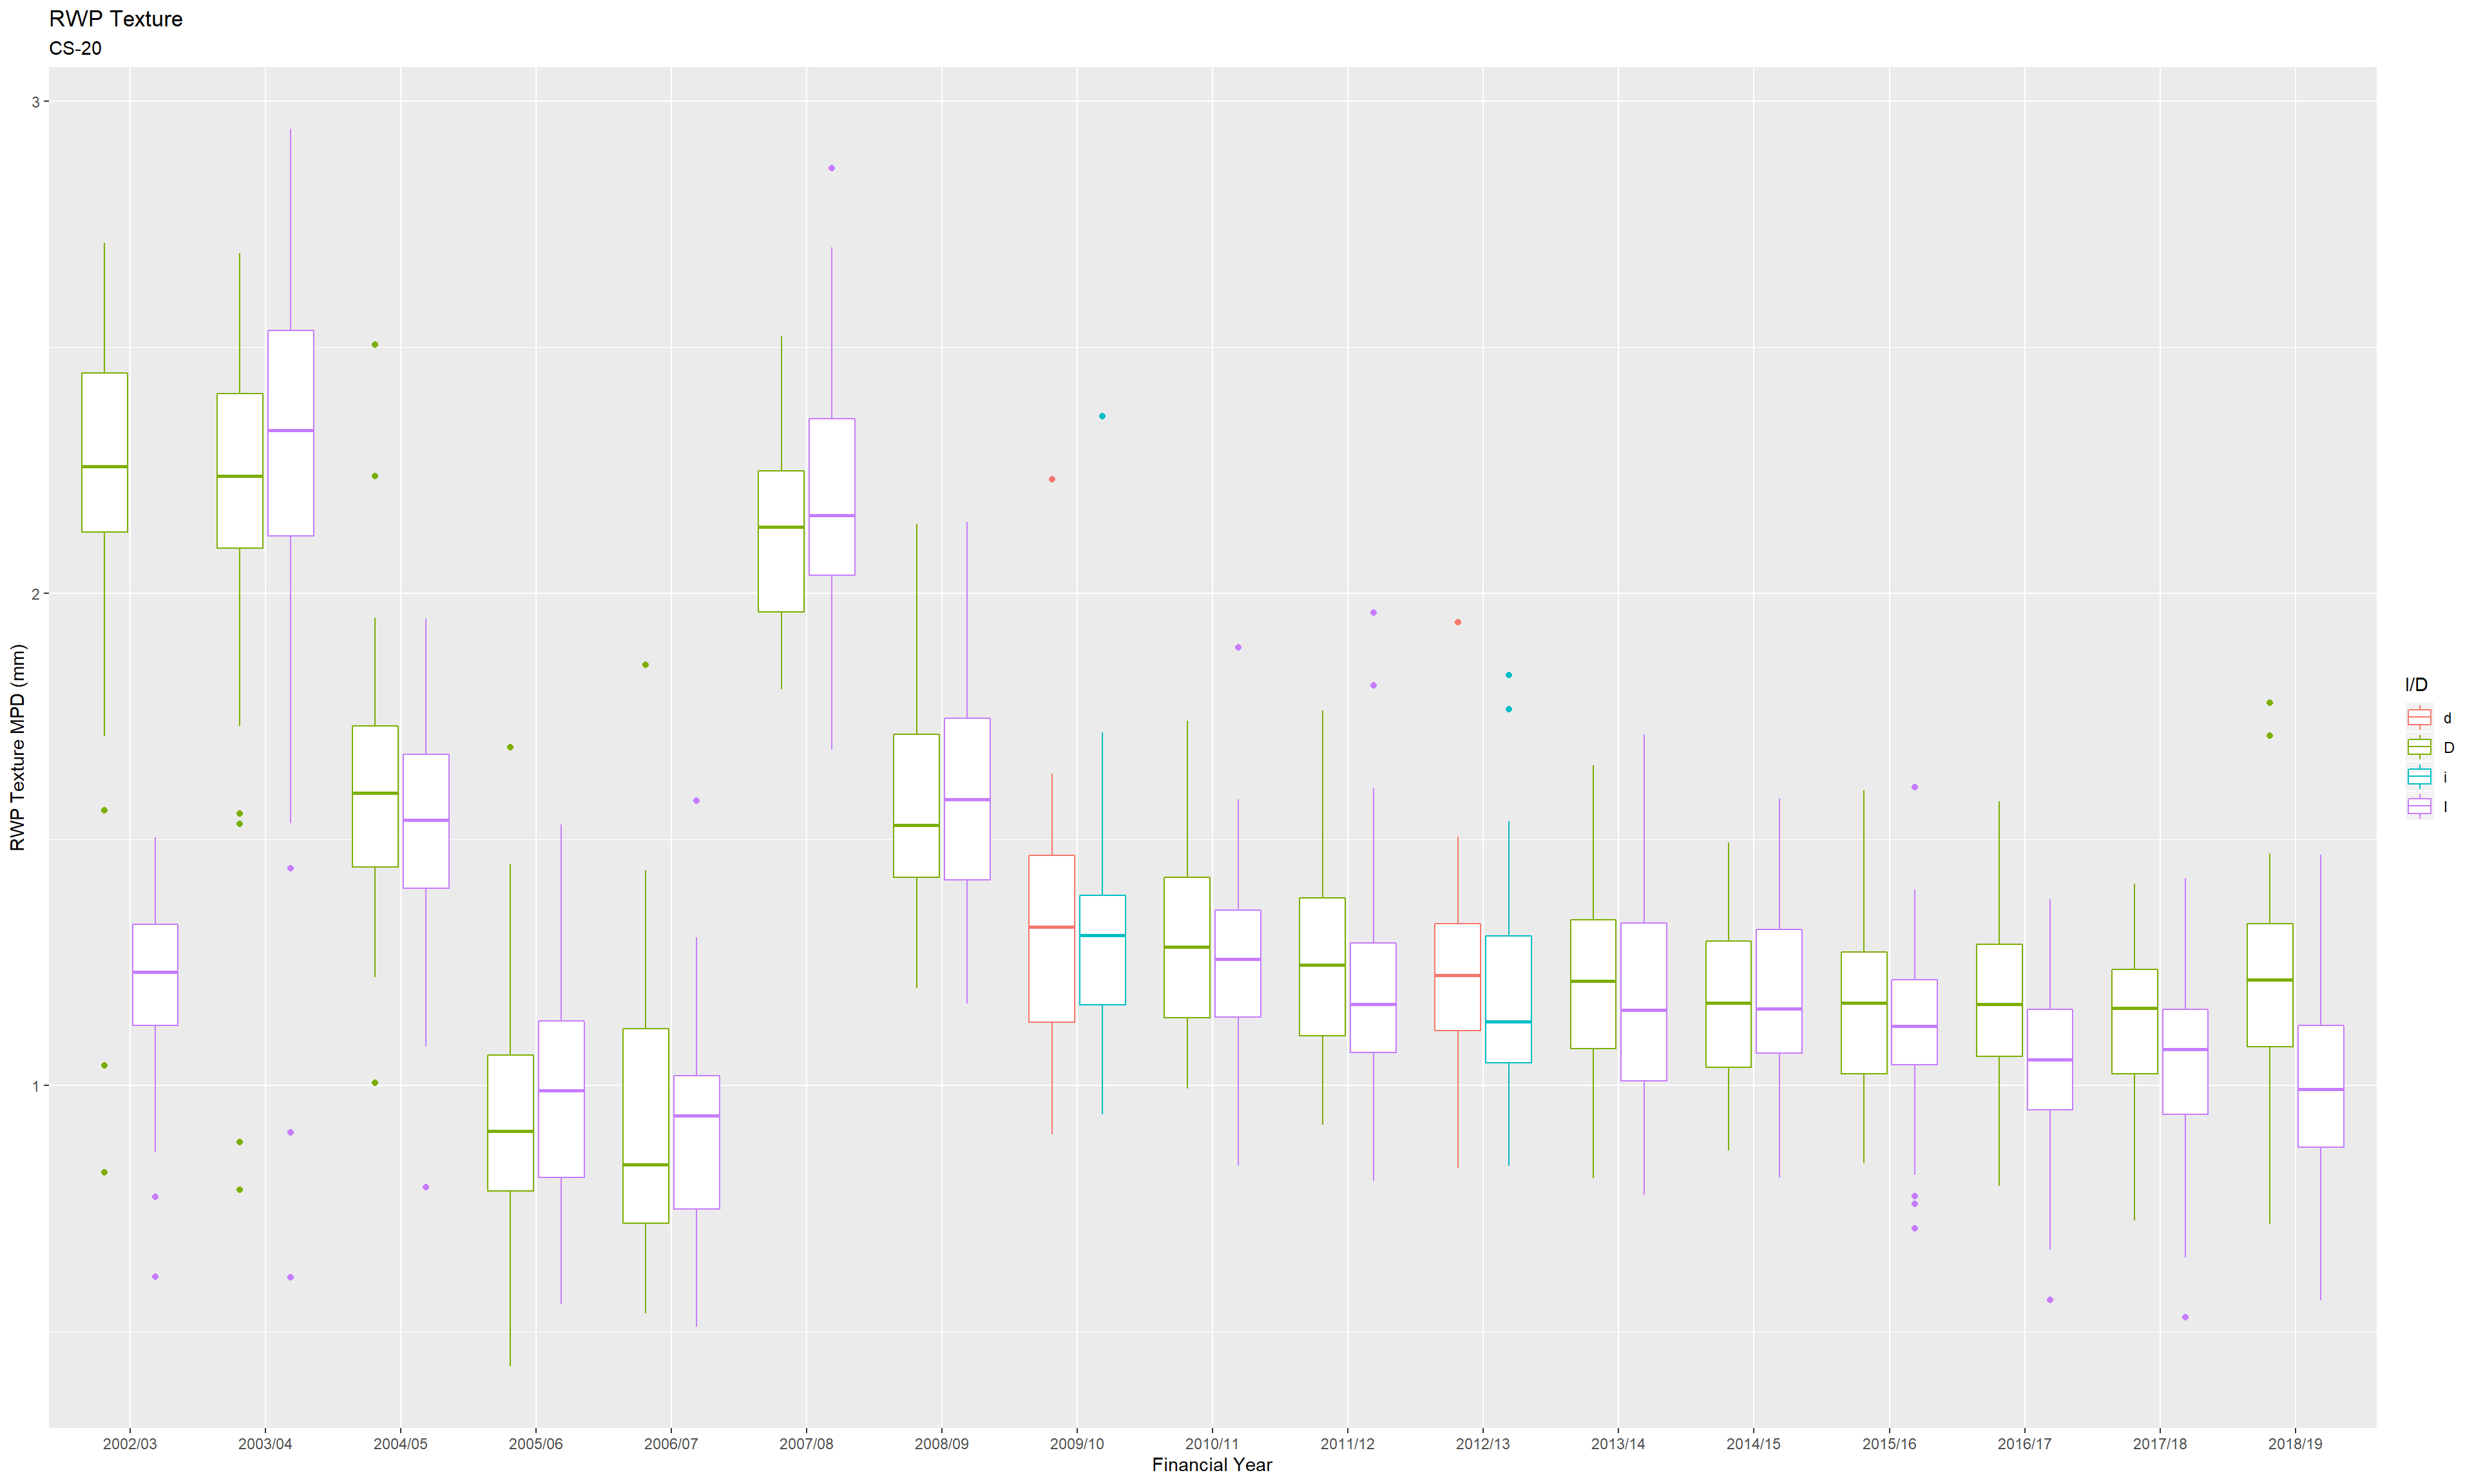 RWP Texture
CS-20
3
2
1
RWP Texture MPD (mm)
2002/03 2003/04 2004/05 2005/06 2006/07 2007/08 2008/09 2009/10 2010/11 2011/12 2012/13 2013/14 2014/15 2015/16 2016/17 2017/18 2018/19
Financial Year
I/D
d
D
i
I